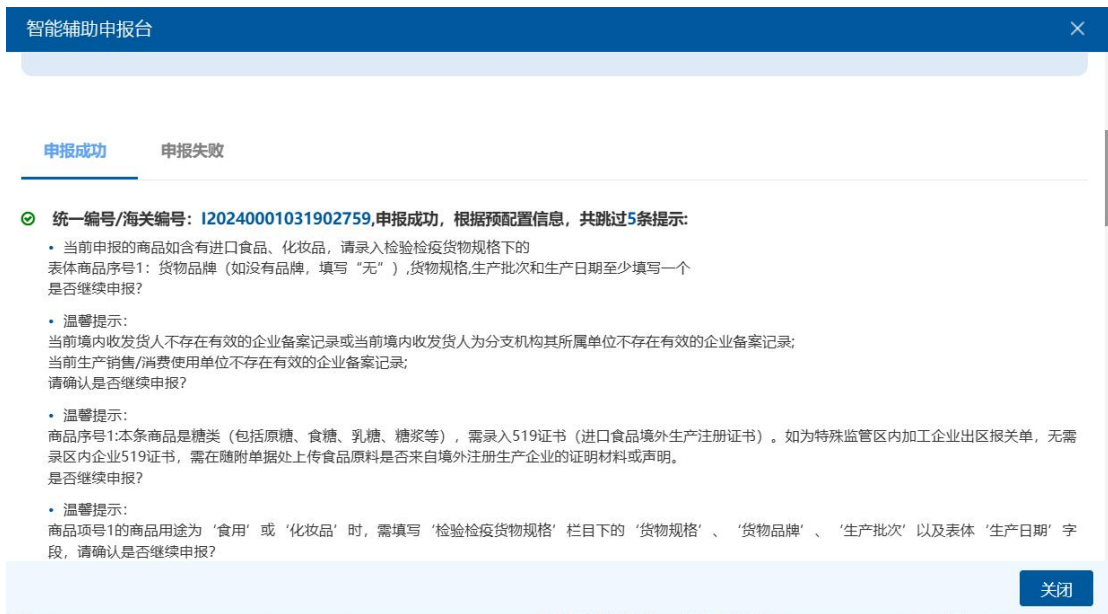 智能辅助申报台
申报成功 申报失败
统一编号/海关编号：I20240001031902759,申报成功，根据预配置信息，共跳过5条提示:
• 当前申报的商品如含有进口食品、化妆品，请录入检验检疫货物规格下的
表体商品序号1：货物品牌（如没有品牌，填写“无”）,货物规格,生产批次和生产日期至少填写一个
是否继续申报?
• 温馨提示：
当前境内收发货人不存在有效的企业备案记录或当前境内收发货人为分支机构其所属单位不存在有效的企业备案记录;
当前生产销售/消费使用单位不存在有效的企业备案记录;
请确认是否继续申报?
• 温馨提示：
商品序号1:本条商品是糖类（包括原糖、食糖、乳糖、糖浆等），需录入519证书（进口食品境外生产注册证书）。如为特殊监管区内加工企业出区报关单，无需
录区内企业519证书，需在随附单据处上传食品原料是否来自境外注册生产企业的证明材料或声明。
是否继续申报?
• 温馨提示：
商品项号1的商品用途为‘食用’或‘化妆品’时，需填写‘检验检疫货物规格’栏目下的‘货物规格’、‘货物品牌’、‘生产批次’以及表体‘生产日期’字
段，请确认是否继续申报?
关闭